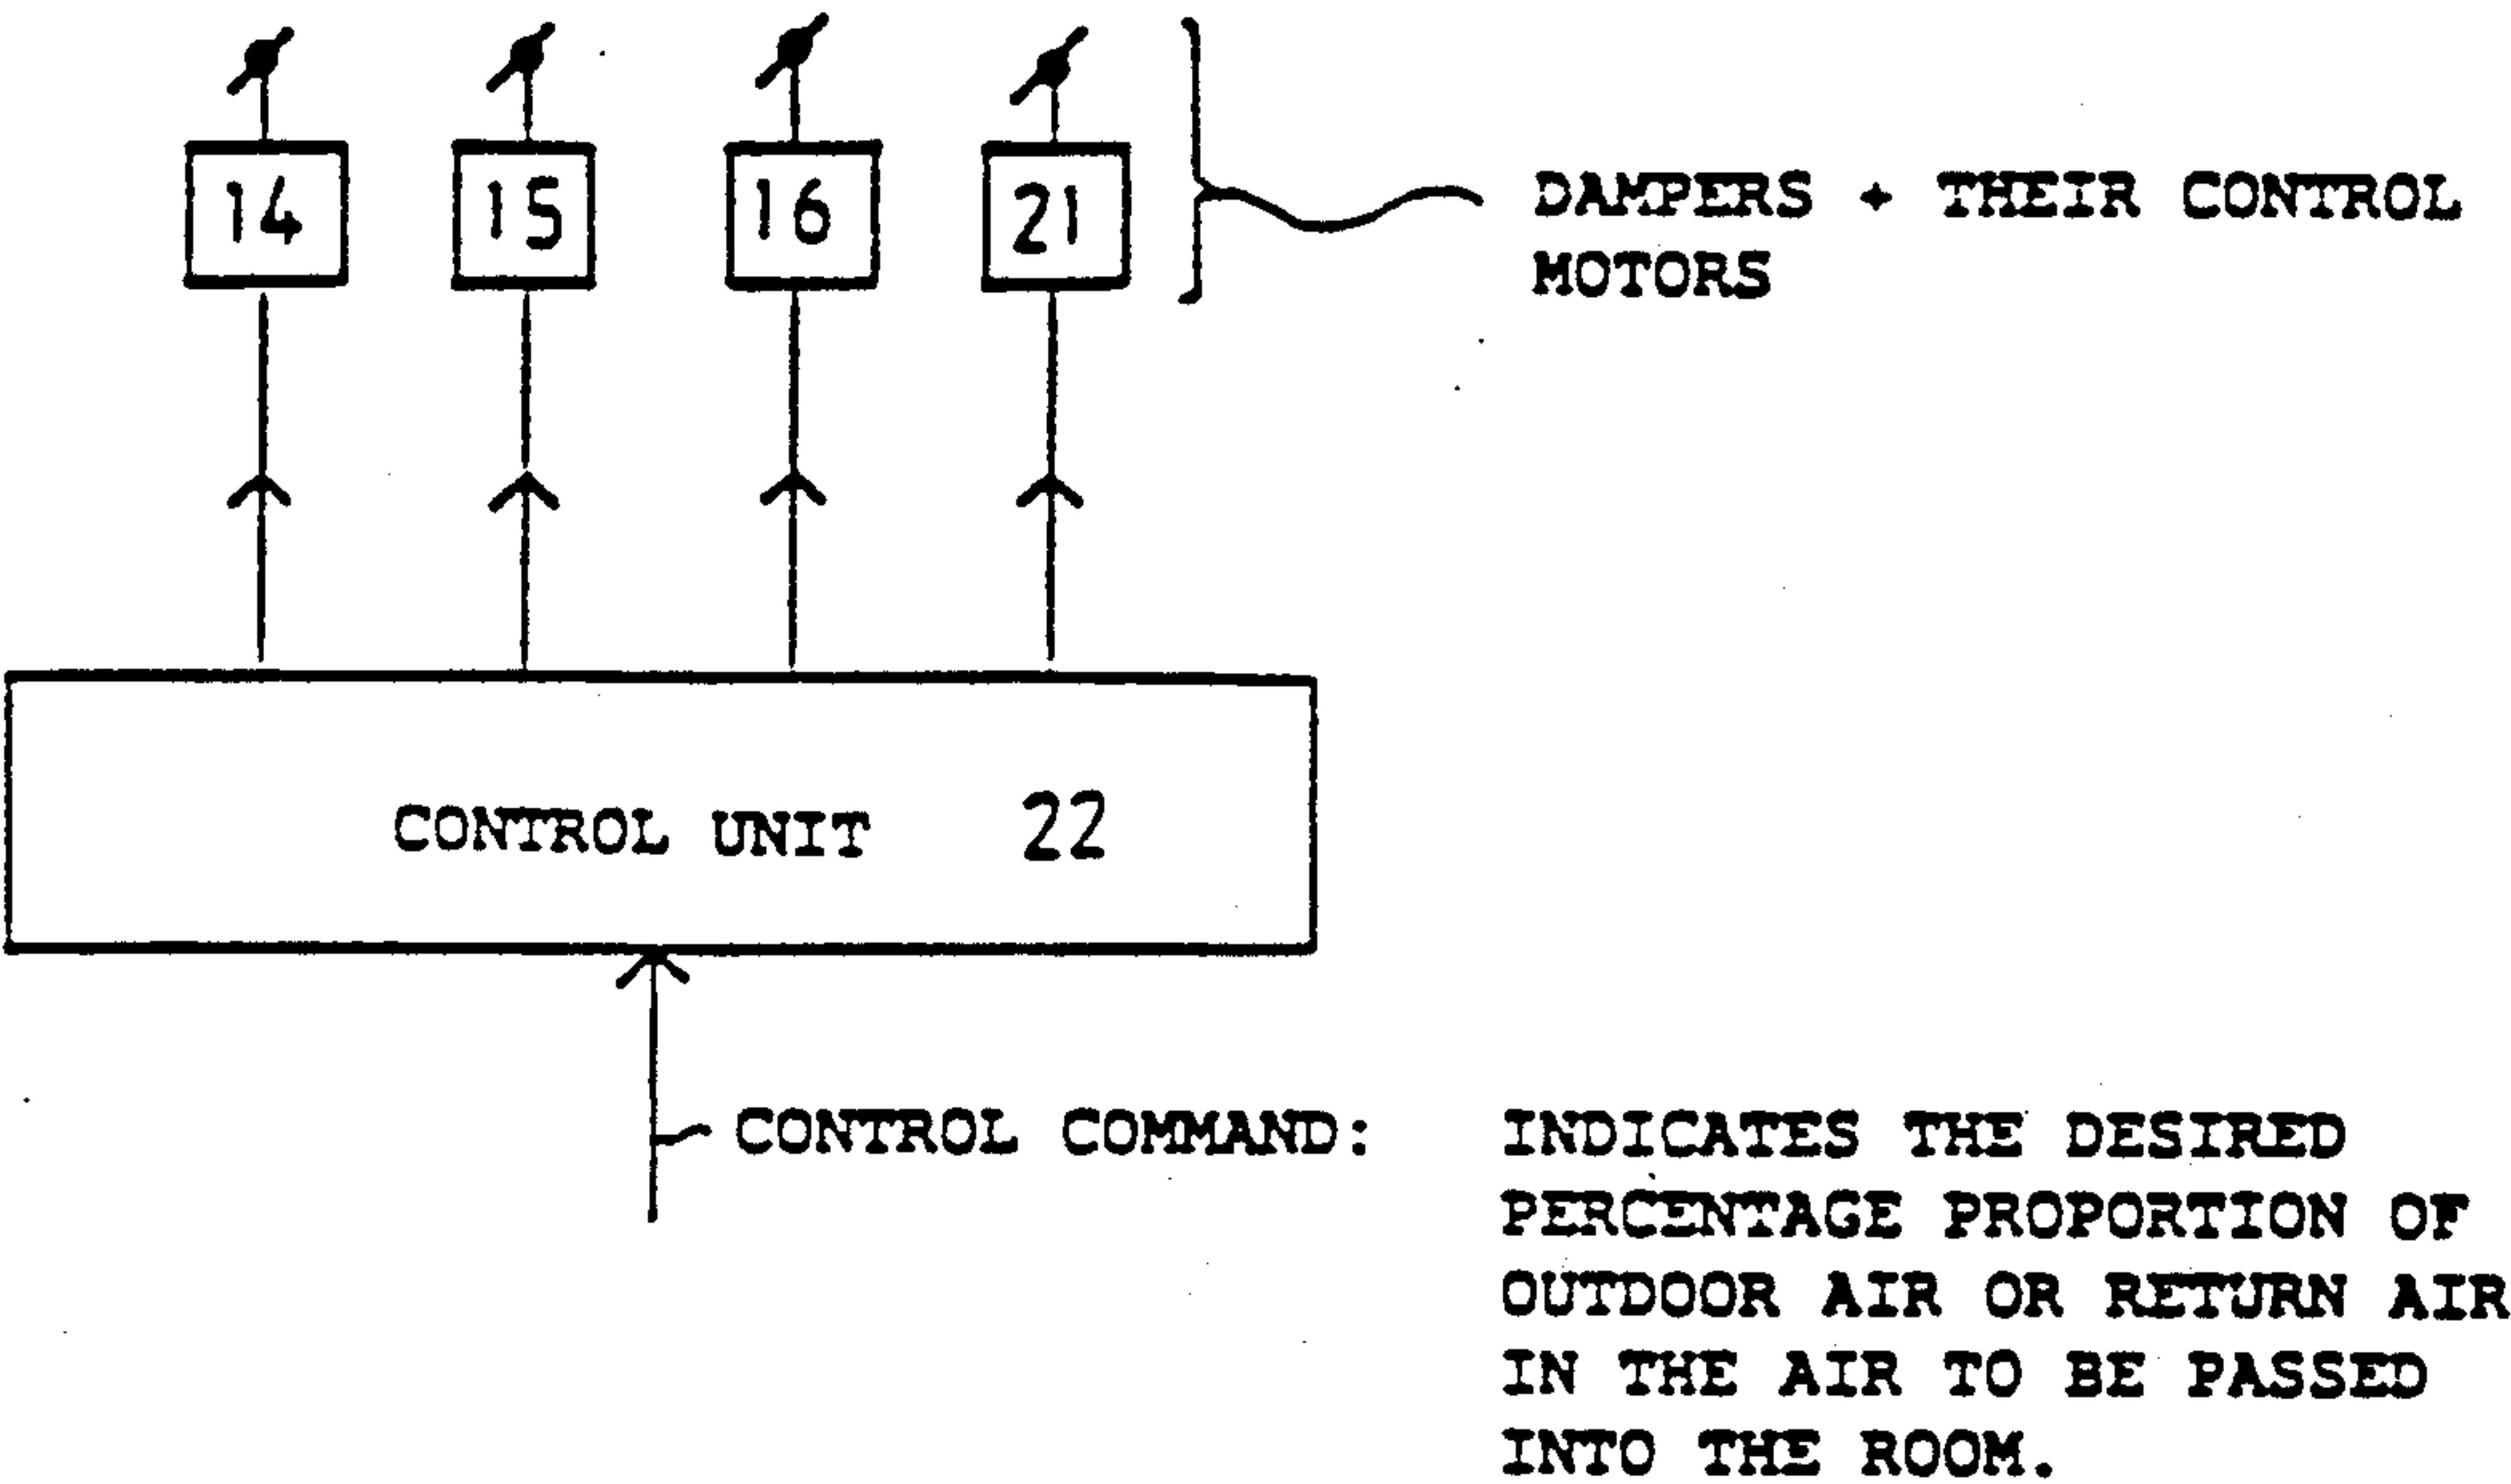 14 15 16 21
DAMPERS + THEIR CONTROL
MOTORS
CONTROL UNIT 22
CONTROL COMMAND: INDICATES THE DESIRED
PERCENTAGE PROPORTION OF
OUTDOOR AIR OR RETURN AIR
IN THE AIR TO BE PASSED
INTO THE ROOM.